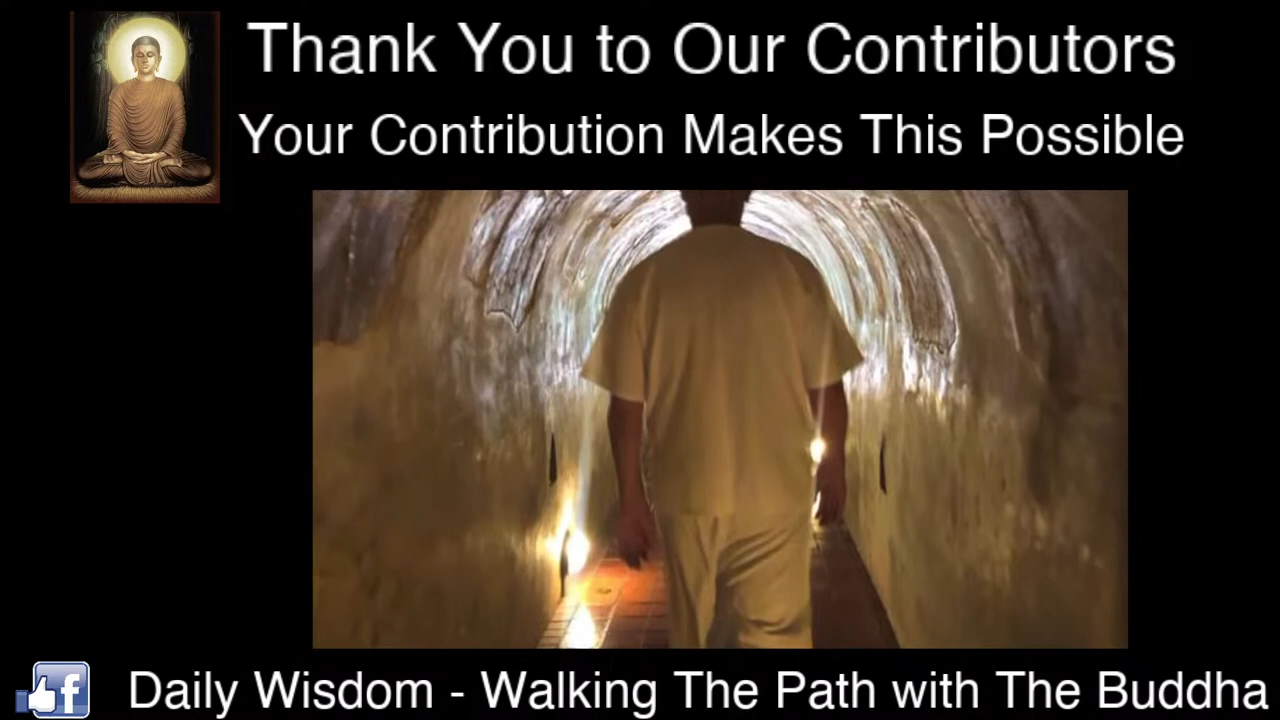 Thank You to Our Contributors
Your Contribution Makes This Possible
Daily Wisdom - Walking The Path with The Buddha